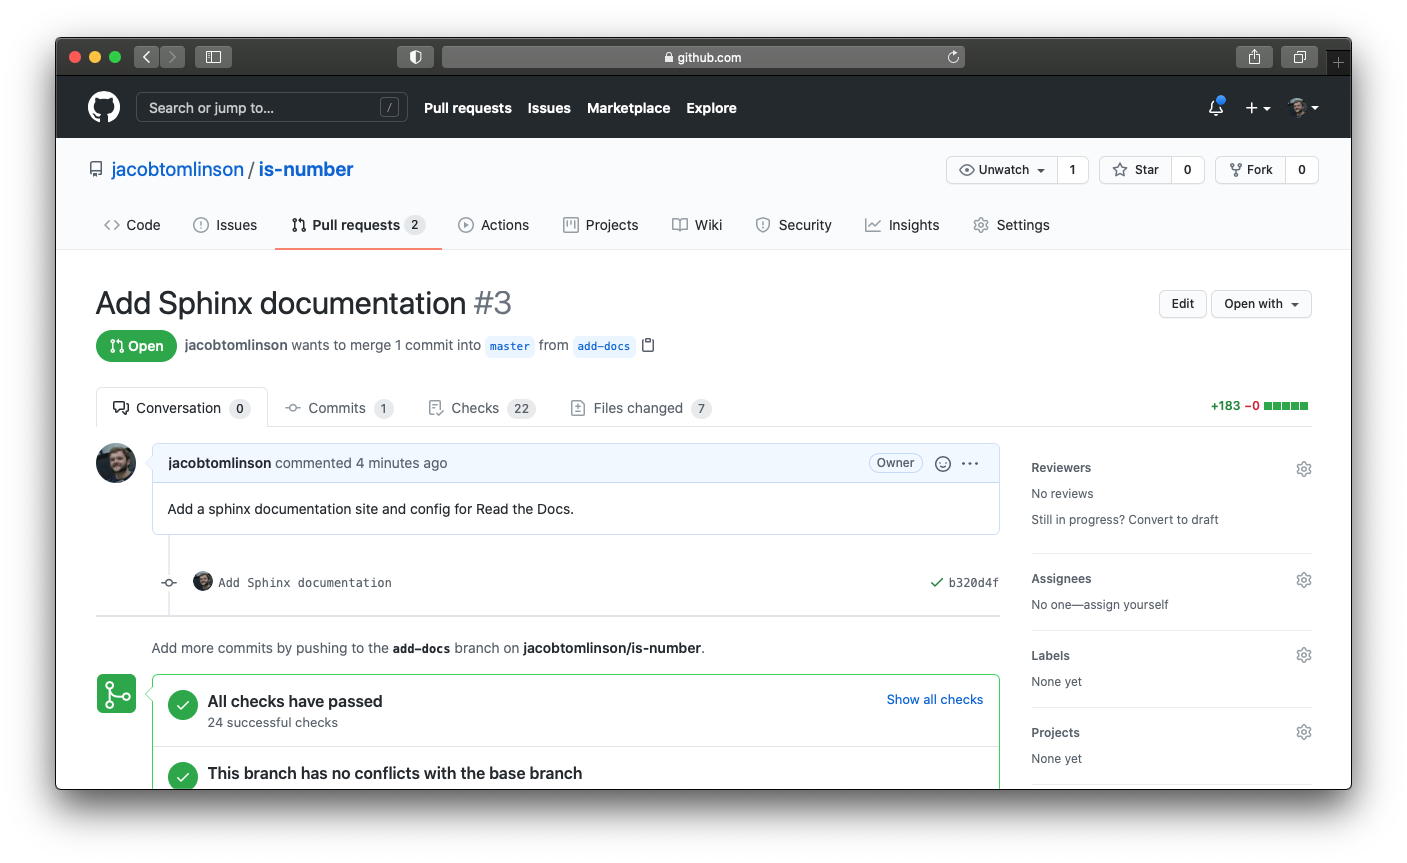 github.com
Search or jump to... / Pull requests Issues Marketplace Explore
jacobtomlinson / is-number Unwatch 1 Star 0 Fork 0
Code Issues Pull requests 2 Actions Projects Wiki Security Insights Settings
Add Sphinx documentation #3 Edit Open with
Open jacobtomlinson wants to merge 1 commit into master from add-docs
Conversation 0 Commits 1 Checks 22 Files changed 7 +183 −0
jacobtomlinson commented 4 minutes ago Owner
Add a sphinx documentation site and config for Read the Docs.
Add Sphinx documentation b320d4f
Add more commits by pushing to the add-docs branch on jacobtomlinson/is-number.
All checks have passed Show all checks
24 successful checks
This branch has no conflicts with the base branch
Reviewers
No reviews
Still in progress? Convert to draft
Assignees
No one—assign yourself
Labels
None yet
Projects
None yet